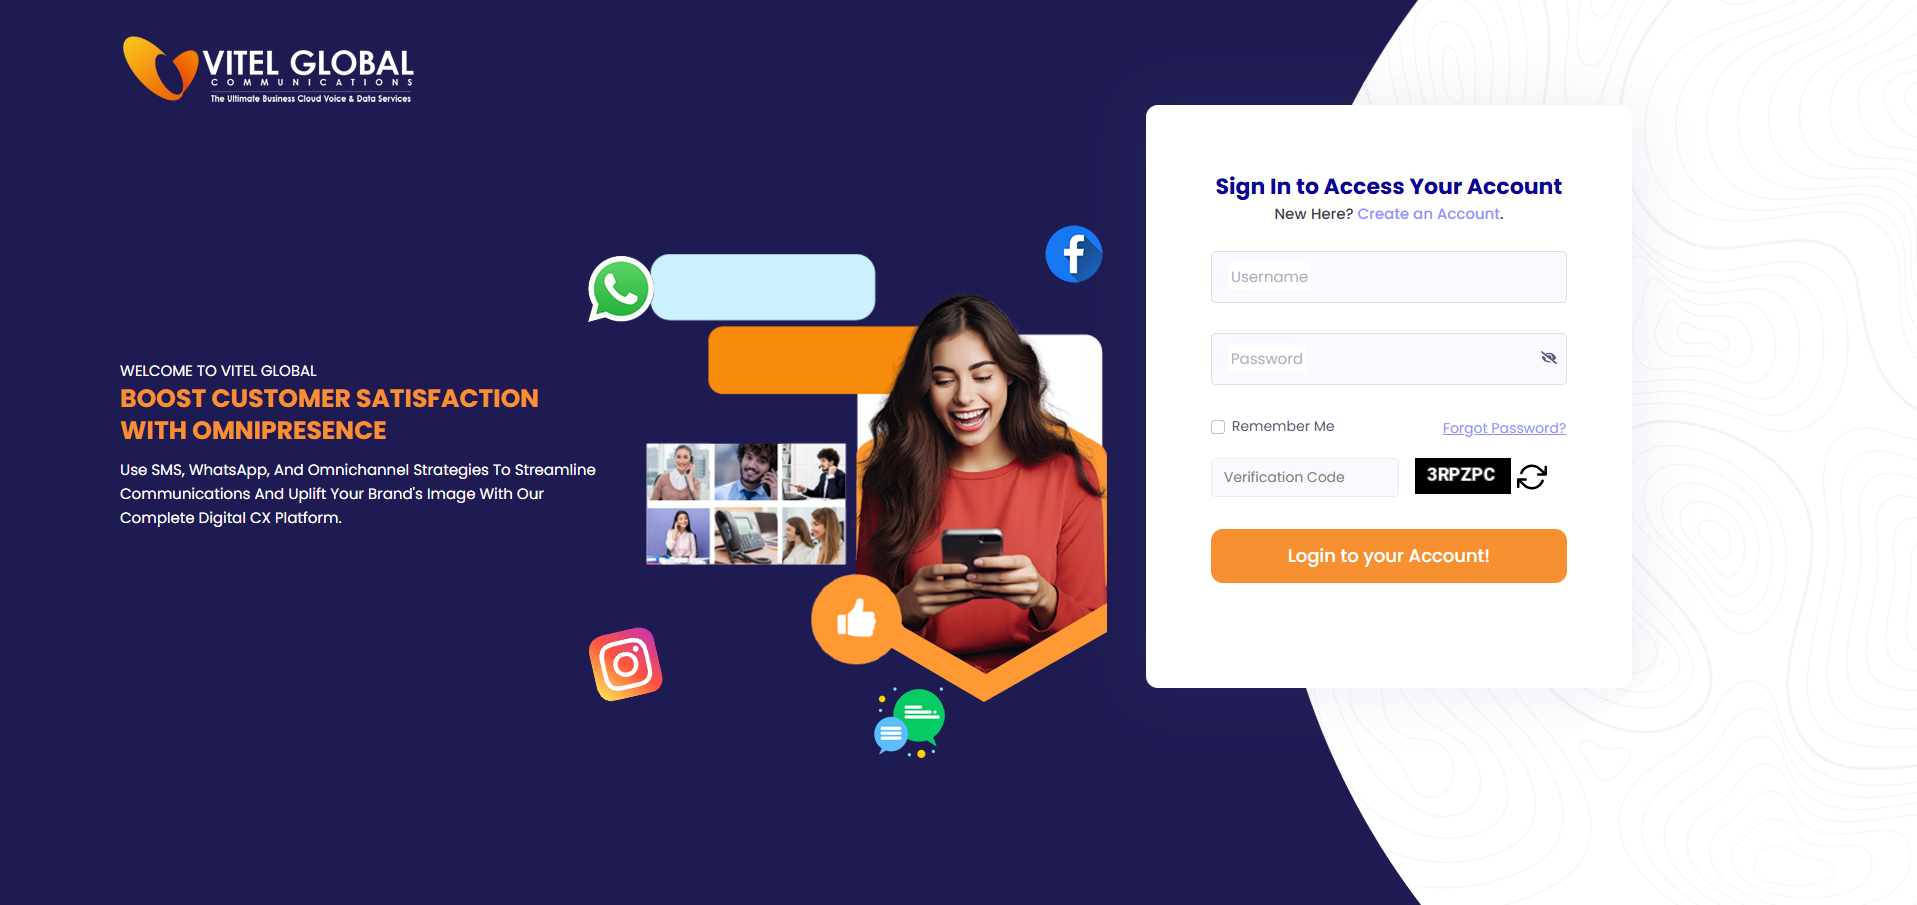 VITEL GLOBAL
COMMUNICATIONS
The Ultimate Business Cloud Voice & Data Services
WELCOME TO VITEL GLOBAL
BOOST CUSTOMER SATISFACTION
WITH OMNIPRESENCE
Use SMS, WhatsApp, And Omnichannel Strategies To Streamline
Communications And Uplift Your Brand's Image With Our
Complete Digital CX Platform.
Sign In to Access Your Account
New Here? Create an Account.
Username
Password
Remember Me Forgot Password?
Verification Code 3RPZPC
Login to your Account!